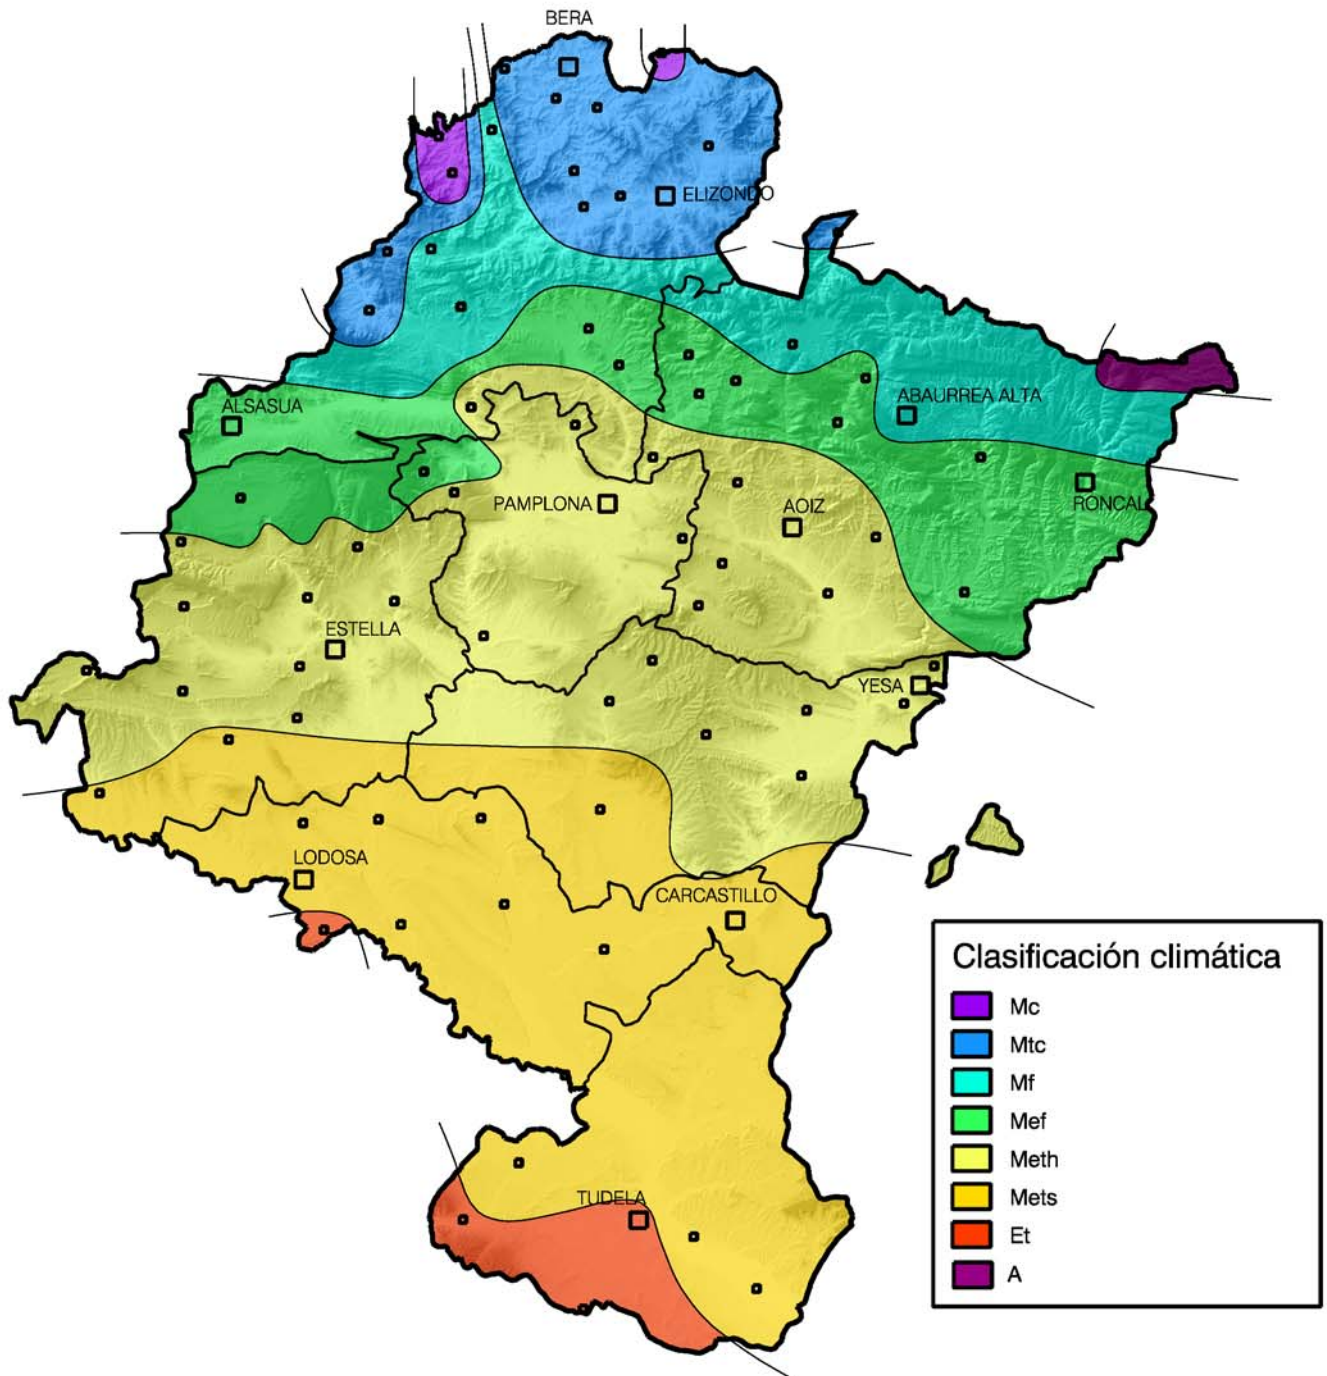 BERA
ELIZONDO
ALSASUA
ABAURREA ALTA
PAMPLONA
AOIZ
RONCAL
ESTELLA
YESA
LODOSA
CARCASTILLO
TUDELA
Clasificación climática
Mc
Mtc
Mf
Mef
Meth
Mets
Et
A